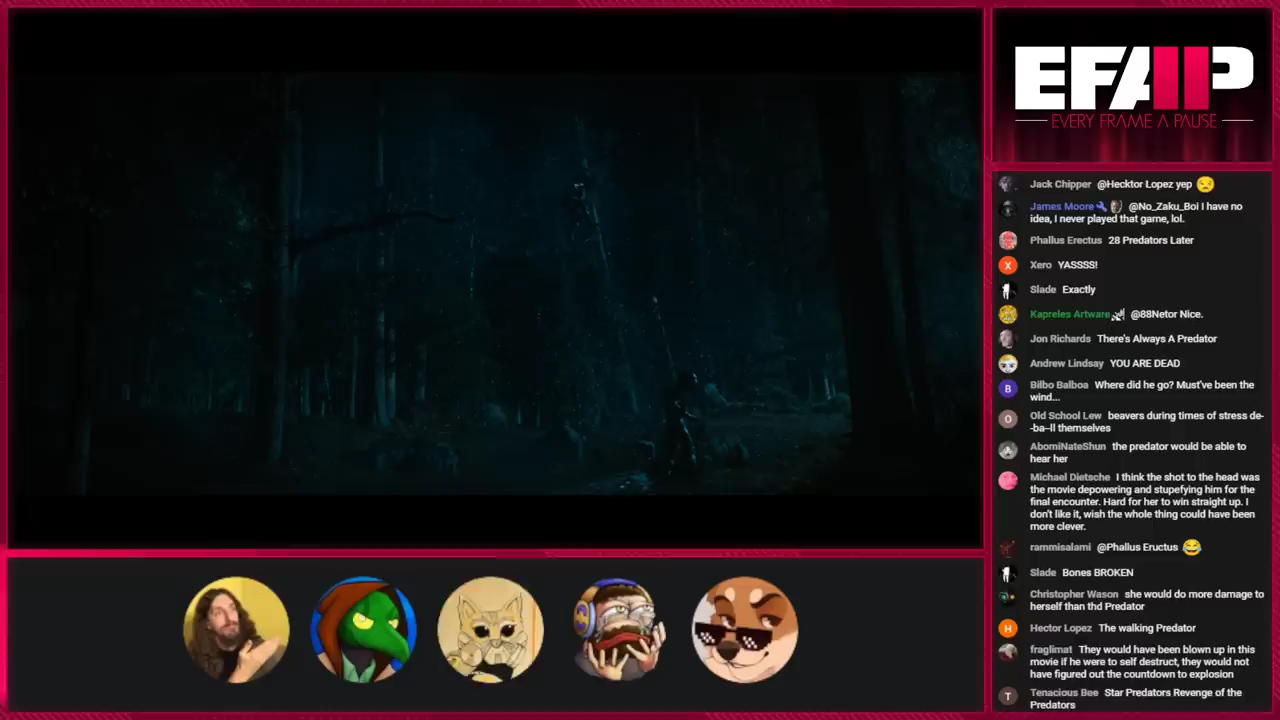 EFAP
EVERY FRAME A PAUSE
Jack Chipper @Hecktor Lopez yep
James Moore @No_Zaku_Boi I have no
idea, I never played that game, lol.
Phallus Erectus 28 Predators Later
X
Xero YASSSS!
Slade Exactly
Kapreles Artware @88Netor Nice.
Jon Richards There's Always A Predator
Andrew Lindsay YOU ARE DEAD
B
Bilbo Balboa Where did he go? Must've been the
wind...
O
Old School Lew beavers during times of stress de-
-ba--ll themselves
AbomiNateShun the predator would be able to
hear her
Michael Dietsche I think the shot to the head was
the movie depowering and stupefying him for the
final encounter. Hard for her to win straight up. I
don't like it, wish the whole thing could have been
more clever.
rammisalami @Phallus Eructus
Slade Bones BROKEN
Christopher Wason she would do more damage to
herself than thd Predator
H
Hector Lopez The walking Predator
fraglimat They would have been blown up in this
movie if he were to self destruct, they would not
have figured out the countdown to explosion
T
Tenacious Bee Star Predators Revenge of the
Predators